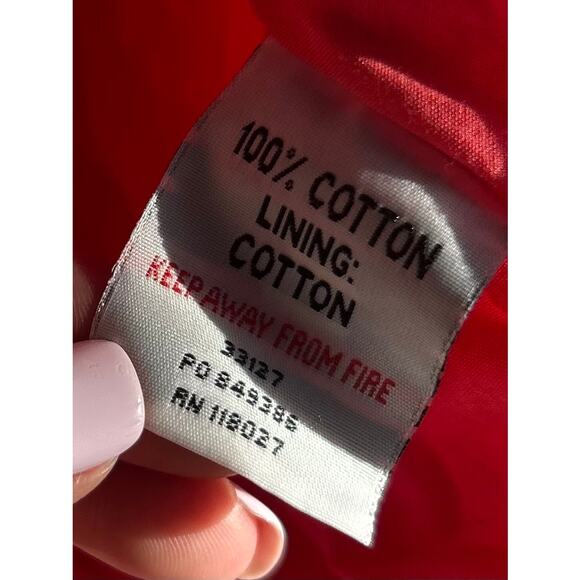 100% COTTON
LINING:
COTTON
KEEP AWAY FROM FIRE
33127
PO 849386
RN 118027